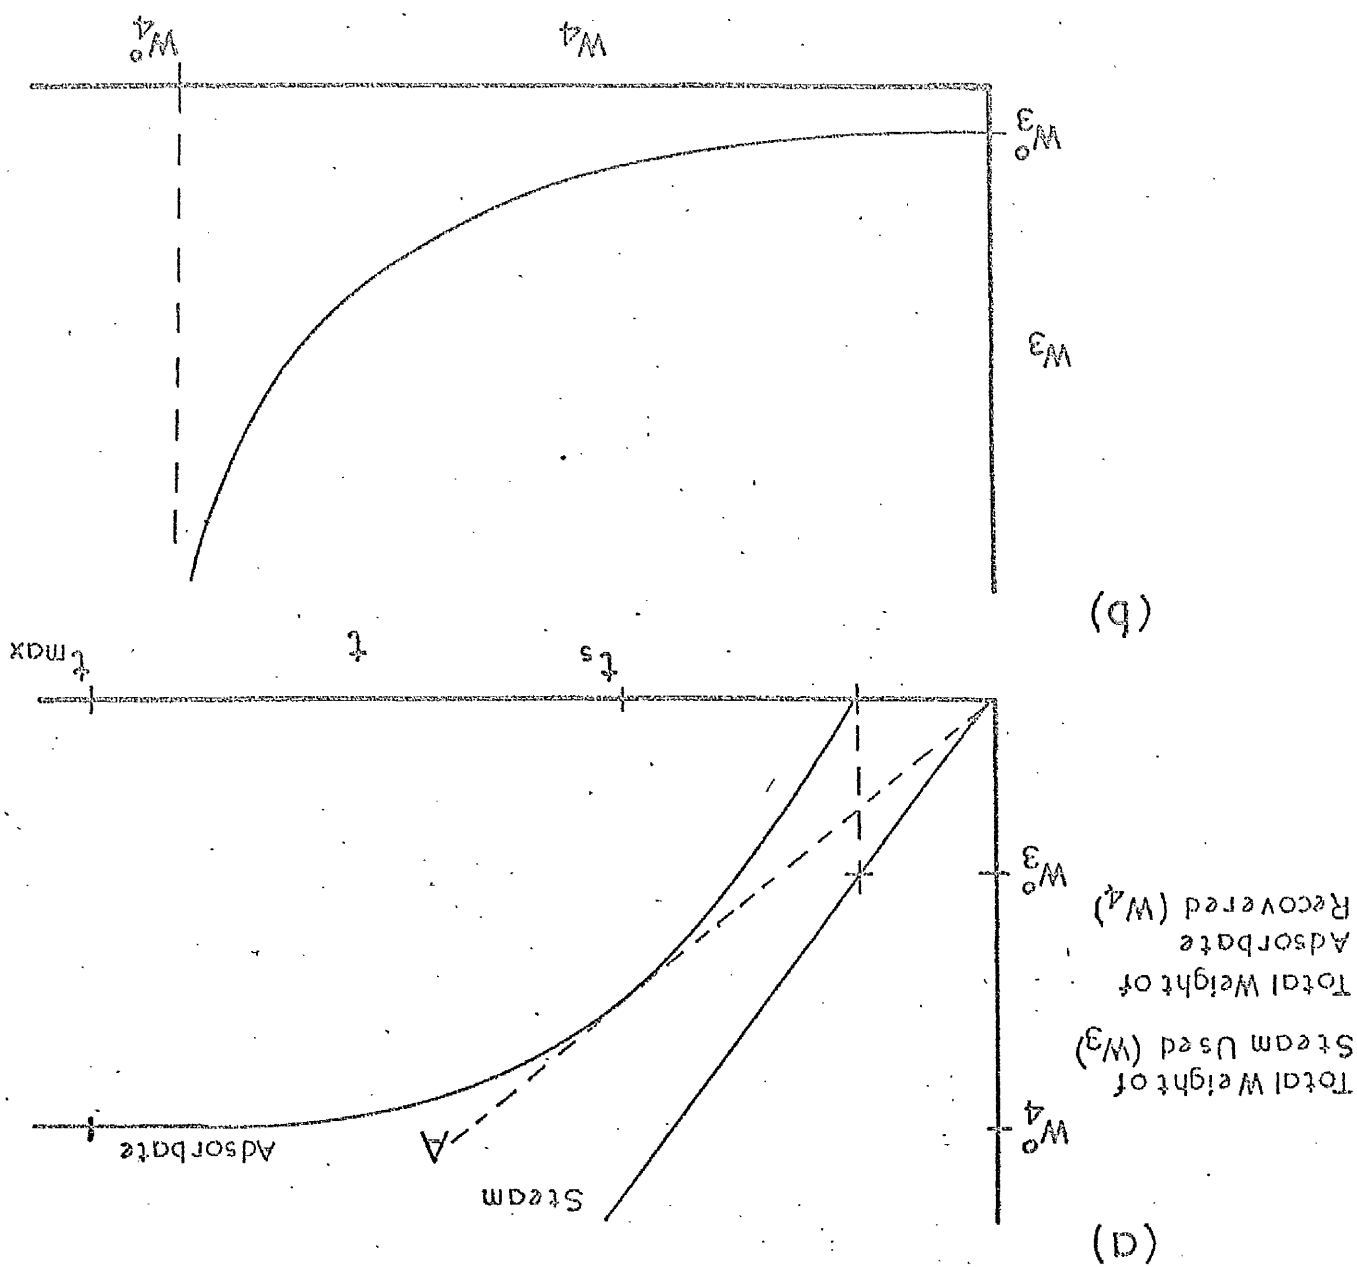 (a)
W°4
Steam
A
Adsorbate
Total Weight of
Steam Used (W3)
Total Weight of
Adsorbate
Recovered (W4)
W°3
ts
t
tmax
(b)
W3
W°3
W4
W°4